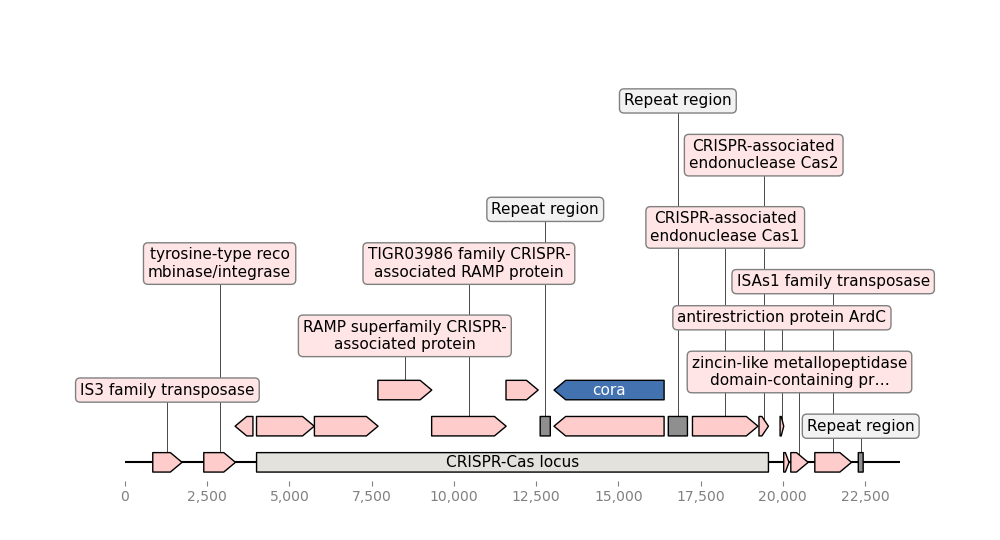 Repeat region
CRISPR-associated
endonuclease Cas2
Repeat region
CRISPR-associated
endonuclease Cas1
tyrosine-type reco
mbinase/integrase
TIGR03986 family CRISPR-
associated RAMP protein
ISAs1 family transposase
antirestriction protein ArdC
RAMP superfamily CRISPR-
associated protein
zincin-like metallopeptidase
domain-containing pr…
IS3 family transposase
cora
Repeat region
CRISPR-Cas locus
0 2,500 5,000 7,500 10,000 12,500 15,000 17,500 20,000 22,500